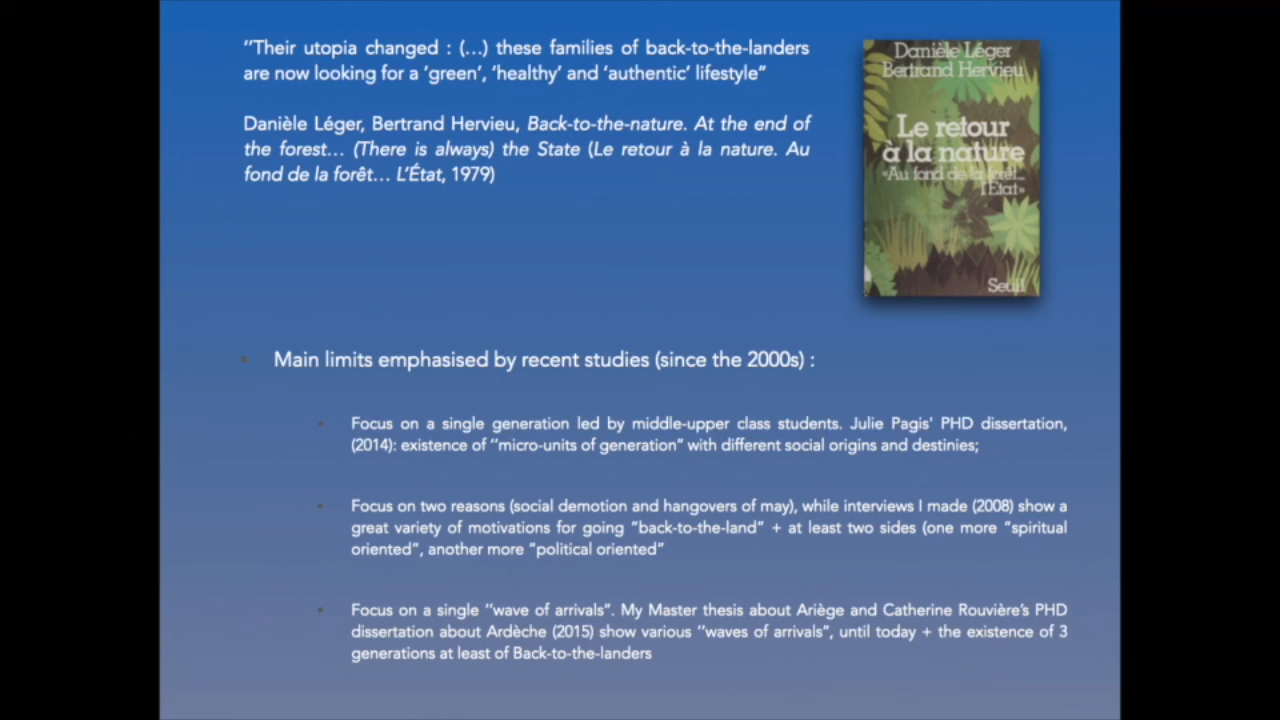 ‘‘Their utopia changed : (…) these families of back-to-the-landers
are now looking for a ‘green’, ‘healthy’ and ‘authentic’ lifestyle”
Danièle Léger, Bertrand Hervieu, Back-to-the-nature. At the end of
the forest… (There is always) the State (Le retour à la nature. Au
fond de la forêt… L’État, 1979)
Danièle Léger
Bertrand Hervieu
Le retour
à la nature
«Au fond de la forêt...
l'État»
Seuil
Main limits emphasised by recent studies (since the 2000s) :
Focus on a single generation led by middle-upper class students. Julie Pagis' PHD dissertation,
(2014): existence of ‘‘micro-units of generation“ with different social origins and destinies;
Focus on two reasons (social demotion and hangovers of may), while interviews I made (2008) show a
great variety of motivations for going “back-to-the-land” + at least two sides (one more “spiritual
oriented”, another more “political oriented”
Focus on a single ‘‘wave of arrivals”. My Master thesis about Ariège and Catherine Rouvière’s PHD
dissertation about Ardèche (2015) show various ‘‘waves of arrivals”, until today + the existence of 3
generations at least of Back-to-the-landers